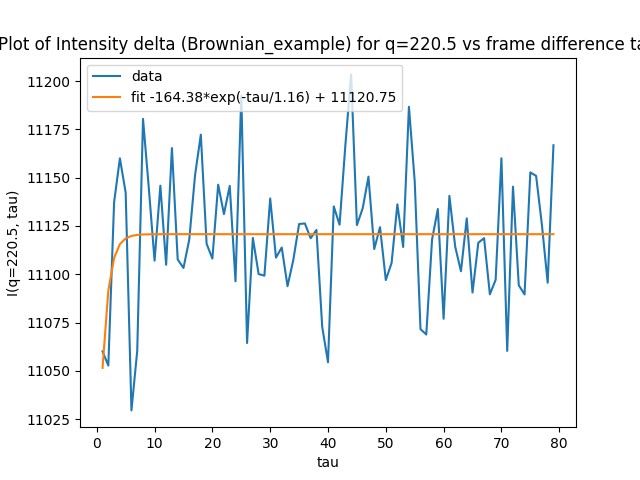 Plot of Intensity delta (Brownian_example) for q=220.5 vs frame difference ta
data
fit -164.38*exp(-tau/1.16) + 11120.75
I(q=220.5, tau)
11200
11175
11150
11125
11100
11075
11050
11025
0 10 20 30 40 50 60 70 80
tau